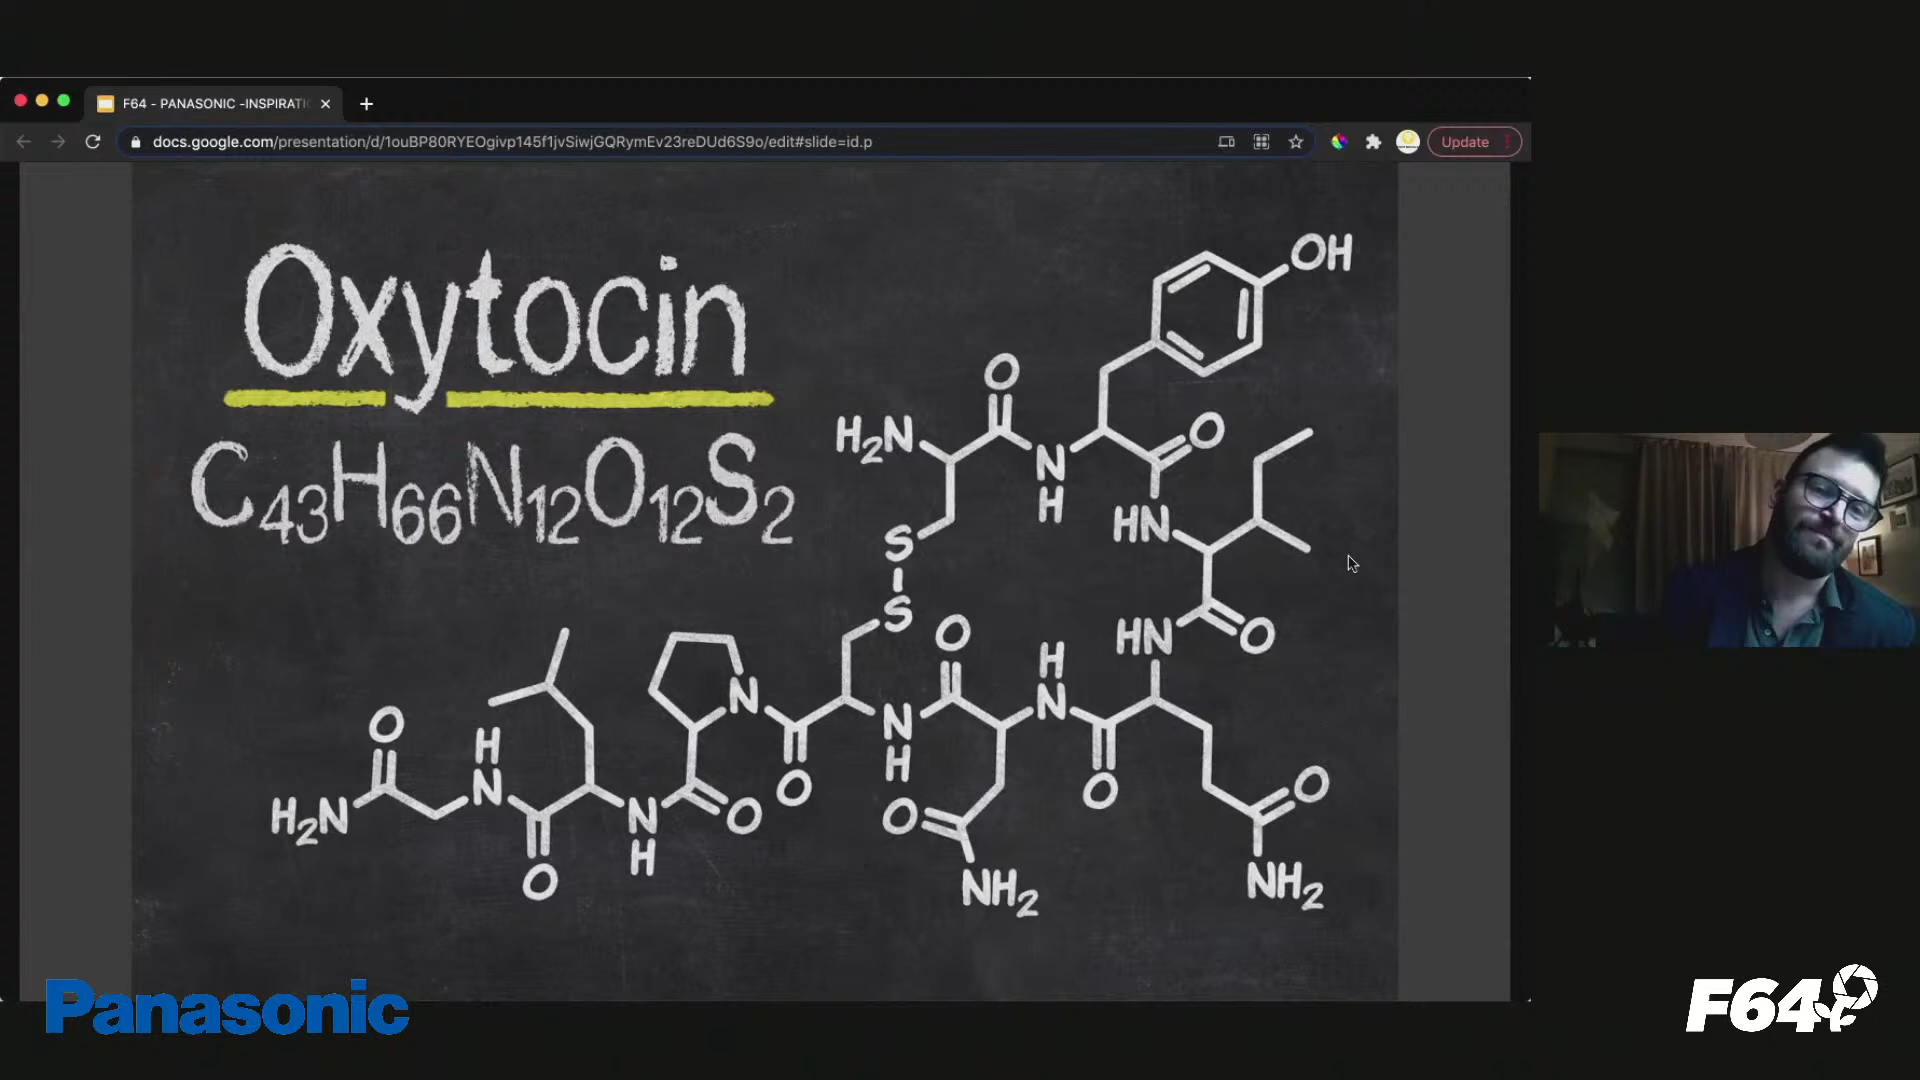 F64 - PANASONIC -INSPIRATI
docs.google.com/presentation/d/1ouBP80RYEOgivp145f1jvSiwjGQRymEv23reDUd6S9o/edit#slide=id.p
Update
Oxytocin
C43H66N12O12S2
OH
O
H2N
N
H
O
HN
S
S
HN
O
O
H
N
N
H
O
N
O
O
O
H
N
H2N
O
N
H
O
O
NH2
O
NH2
Panasonic
F64